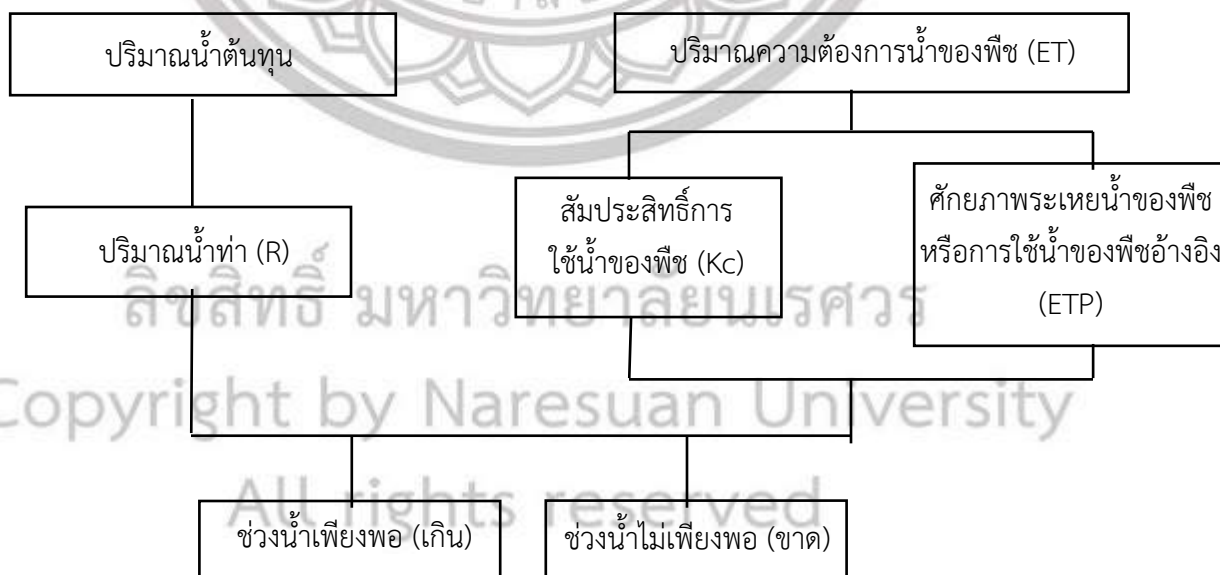 ปริมาณน้ำต้นทุน
ปริมาณความต้องการน้ำของพืช (ET)
ปริมาณน้ำท่า (R)
สัมประสิทธิ์การ
ใช้น้ำของพืช (Kc)
ศักยภาพระเหยน้ำของพืช
หรือการใช้น้ำของพืชอ้างอิง
(ETP)
ลิขสิทธิ์ มหาวิทยาลัยนเรศวร
Copyright by Naresuan University
All rights reserved
ช่วงน้ำเพียงพอ (เกิน)
ช่วงน้ำไม่เพียงพอ (ขาด)